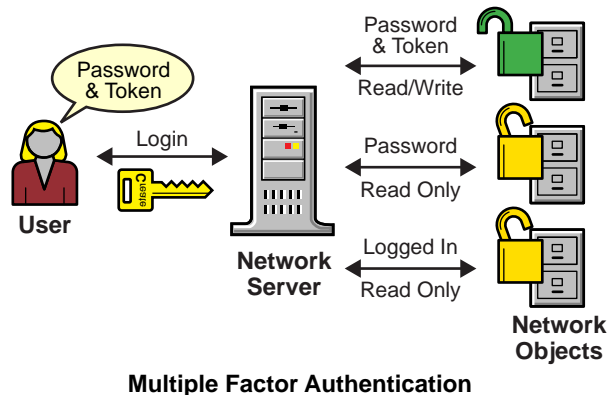 Password
& Token
Login
Create
User
Network
Server
Password
& Token
Read/Write
Password
Read Only
Logged In
Read Only
Network
Objects
Multiple Factor Authentication